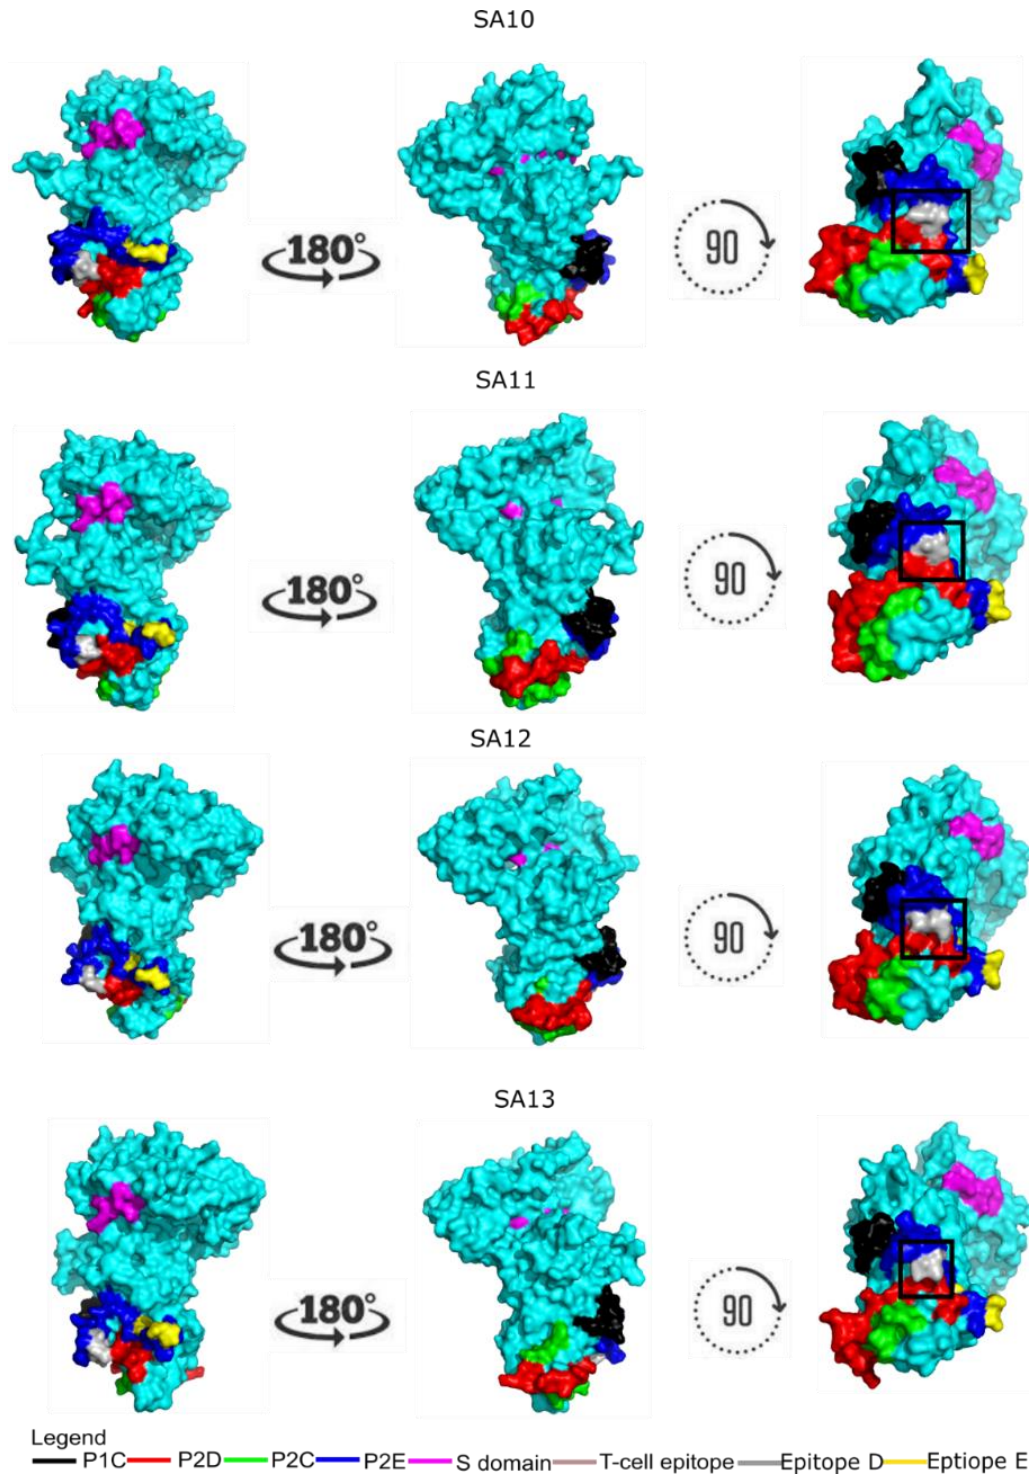 SA10
180°
90
SA11
180°
90
SA12
180°
90
SA13
180°
90
Legend
P1C P2D P2C P2E S domain T-cell epitope Epitope D Eptiope E